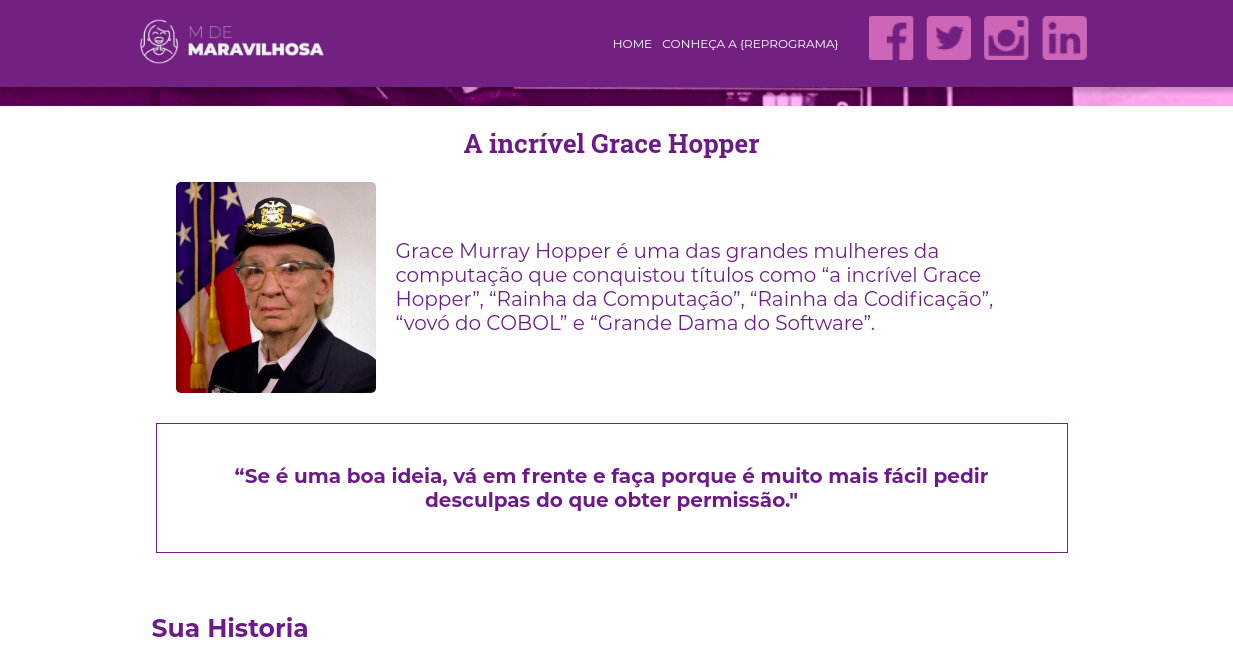 M DE
MARAVILHOSA
HOME CONHEÇA A {REPROGRAMA}
A incrível Grace Hopper
Grace Murray Hopper é uma das grandes mulheres da
computação que conquistou títulos como “a incrível Grace
Hopper”, “Rainha da Computação”, “Rainha da Codificação”,
“vovó do COBOL” e “Grande Dama do Software”.
“Se é uma boa ideia, vá em frente e faça porque é muito mais fácil pedir
desculpas do que obter permissão."
Sua Historia